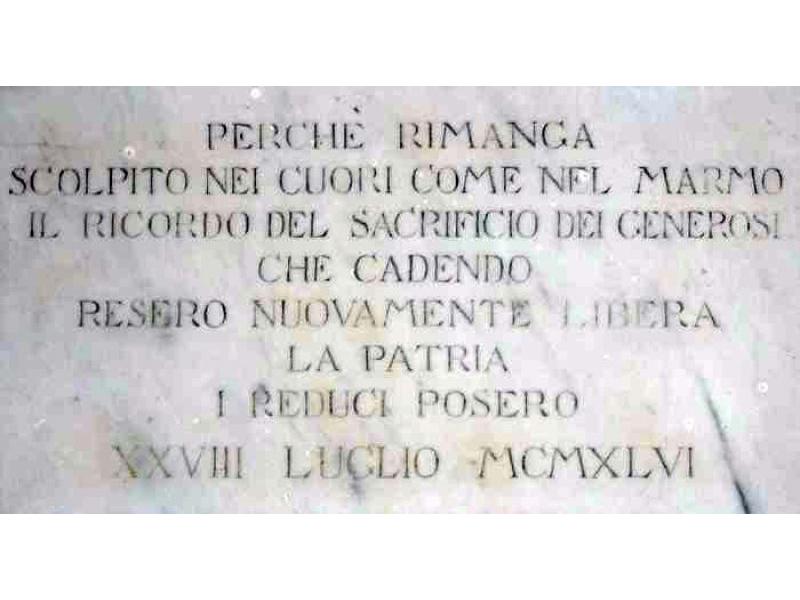 PERCHÈ RIMANGA
SCOLPITO NEI CUORI COME NEL MARMO
IL RICORDO DEL SACRIFICIO DEI GENEROSI
CHE CADENDO
RESERO NUOVAMENTE LIBERA
LA PATRIA
I REDUCI POSERO
XXVIII LUGLIO MCMXLVI